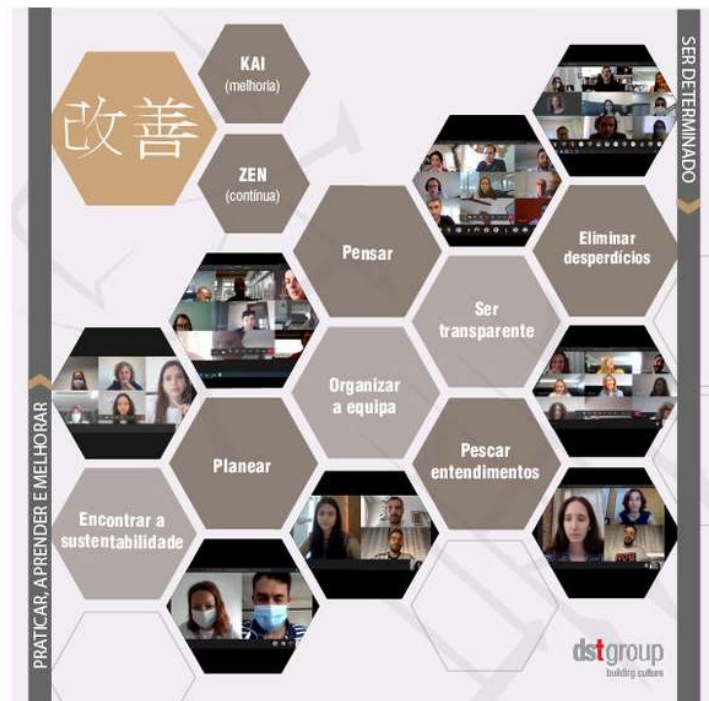 改善
KAI
(melhoria)
ZEN
(contínua)
SER DETERMINADO
Pensar
Eliminar
desperdícios
Ser
transparente
Organizar
a equipa
Planear
Pescar
entendimentos
Encontrar a
sustentabilidade
PRATICAR, APRENDER E MELHORAR
dstgroup
building culture